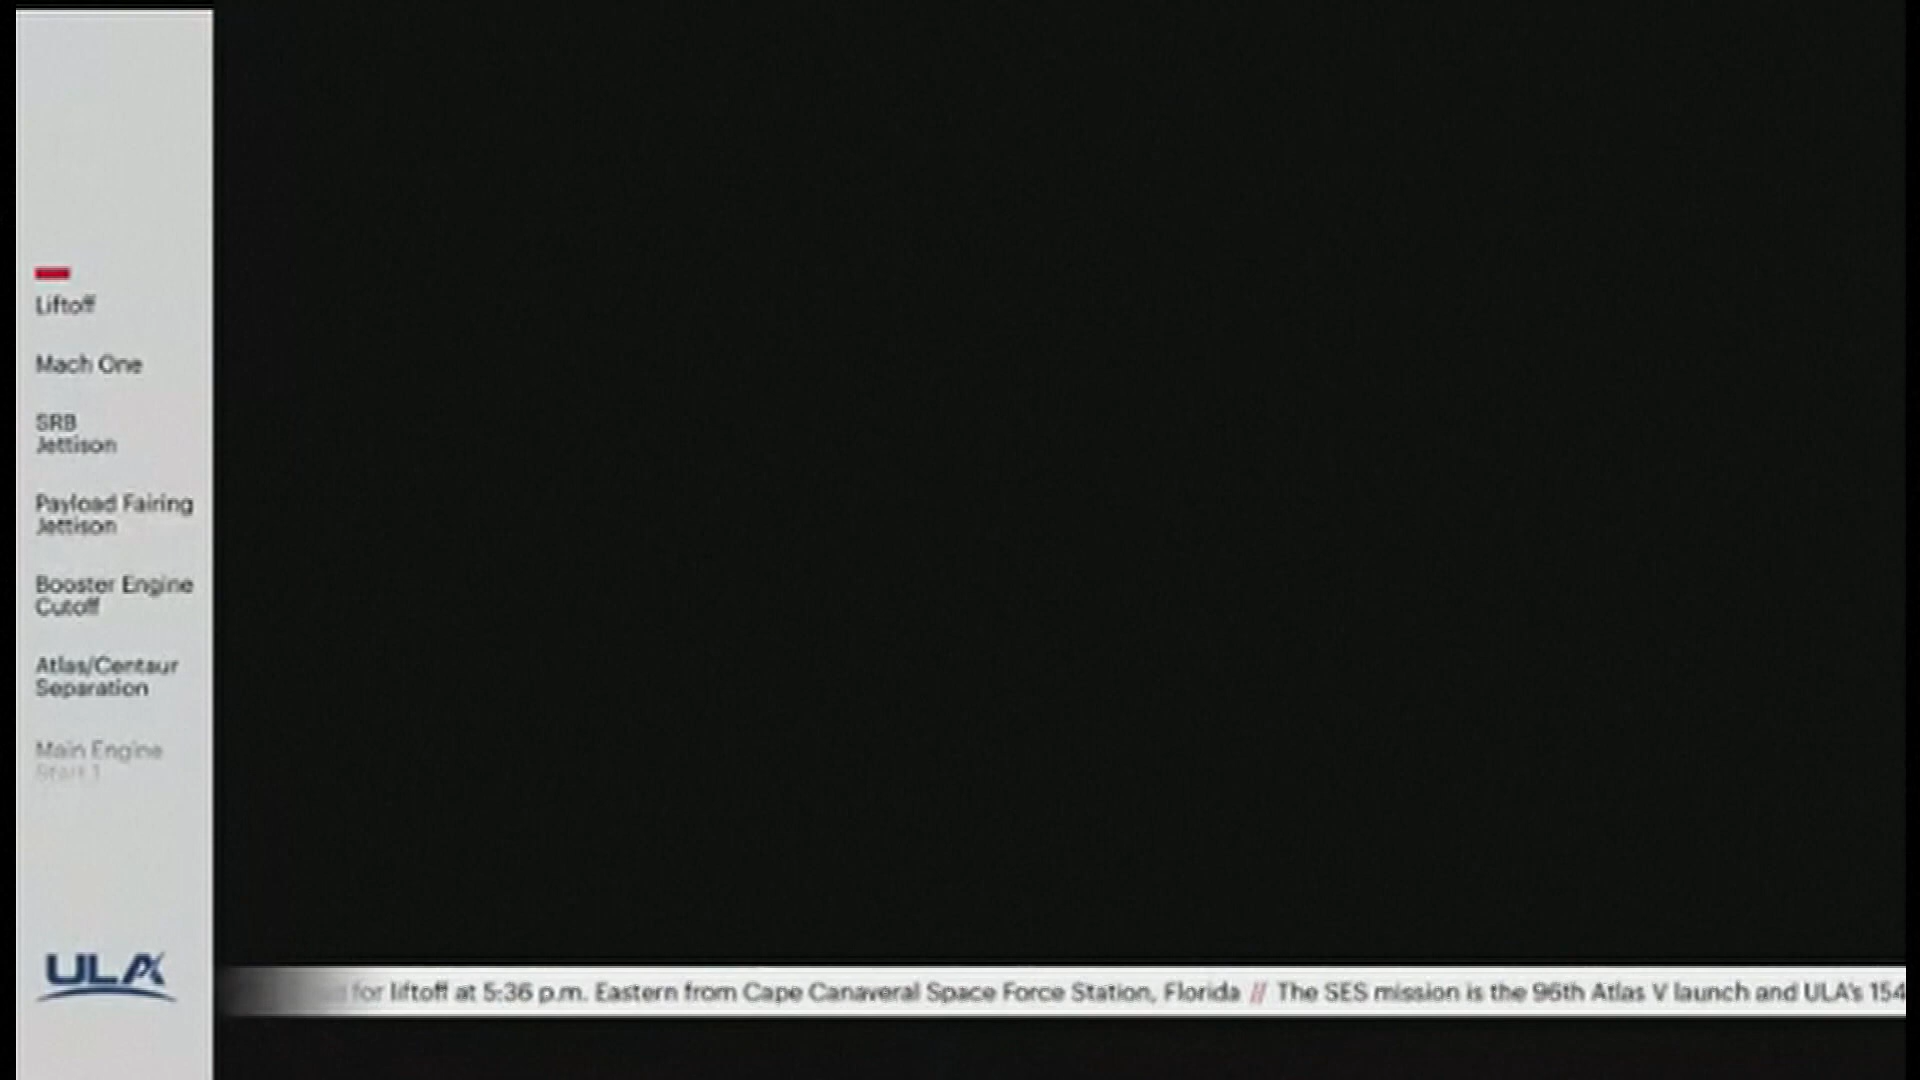 Liftoff
Mach One
SRB
Jettison
Payload Fairing
Jettison
Booster Engine
Cutoff
Atlas/Centaur
Separation
Main Engine
Start 1
ULA
for liftoff at 5:36 p.m. Eastern from Cape Canaveral Space Force Station, Florida // The SES mission is the 96th Atlas V launch and ULA's 154